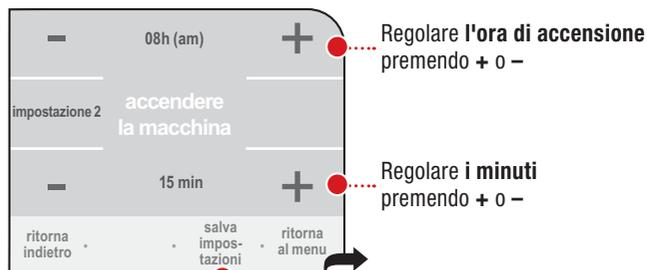 – 08h (am) +
Regolare l'ora di accensione
premendo + o –
impostazione 2
accendere
la macchina
– 15 min +
Regolare i minuti
premendo + o –
ritorna
indietro
salva
impos-
tazioni
ritorna
al menu